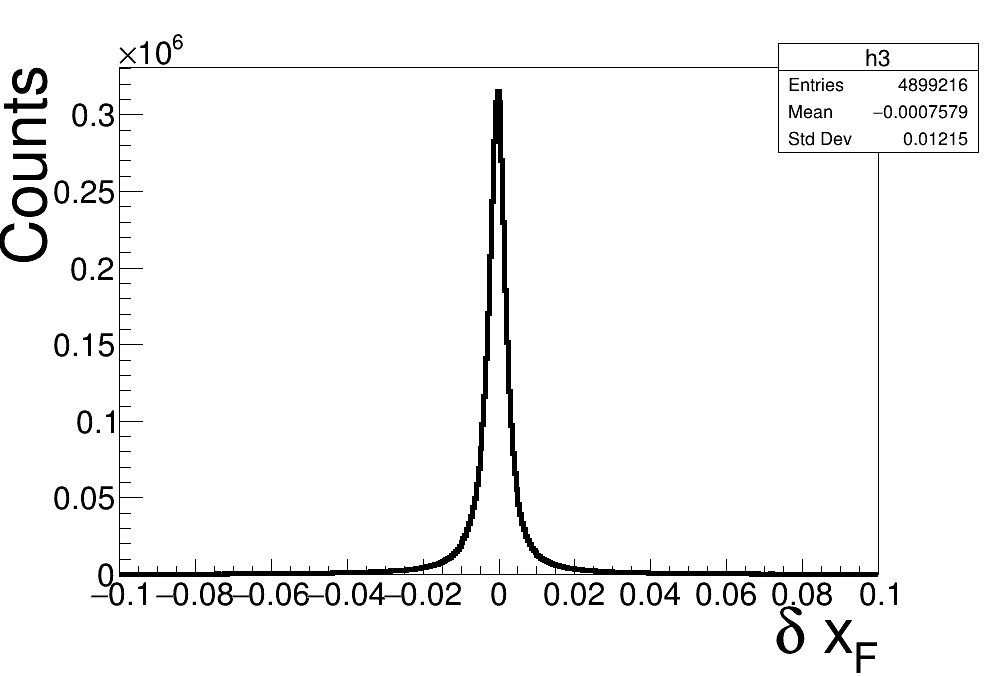 ×10⁶
h3
Entries 4899216
Mean −0.0007579
Std Dev 0.01215
Counts
0.3
0.25
0.2
0.15
0.1
0.05
0
−0.1 −0.08 −0.06 −0.04 −0.02 0 0.02 0.04 0.06 0.08 0.1
δ x_F